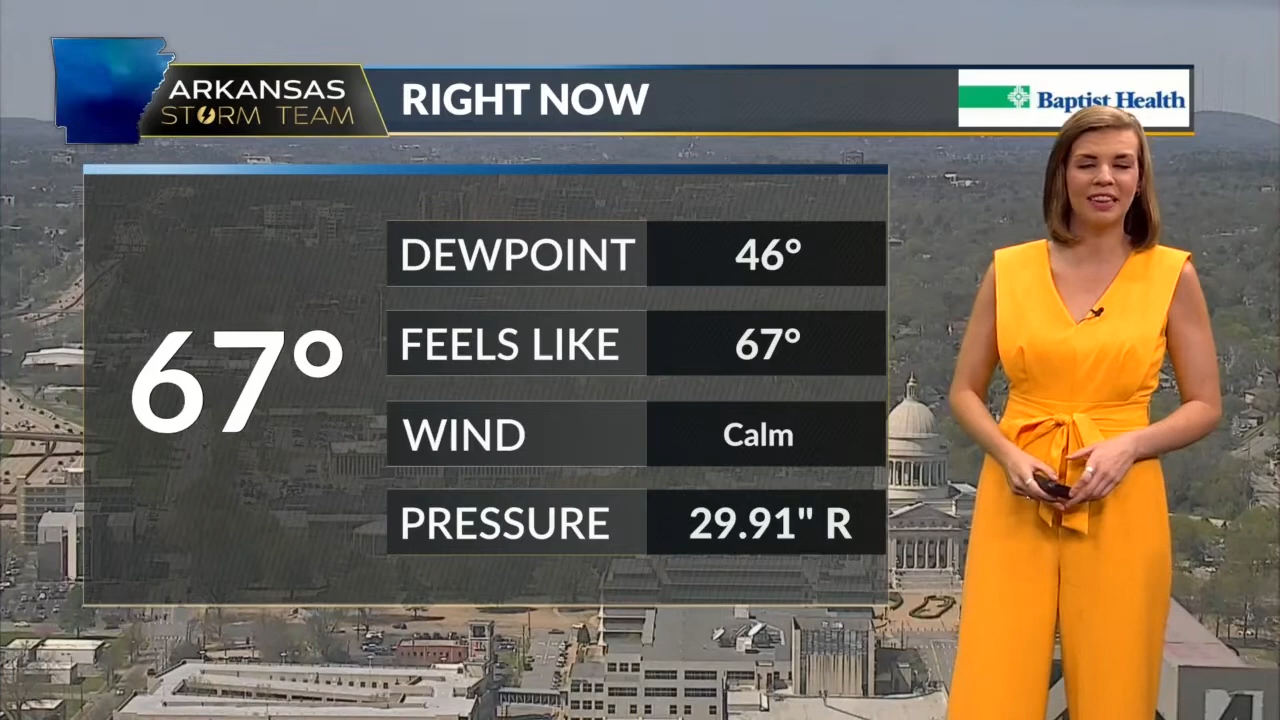 ARKANSAS
STORM TEAM
RIGHT NOW
Baptist Health
67°
DEWPOINT 46°
FEELS LIKE 67°
WIND Calm
PRESSURE 29.91" R